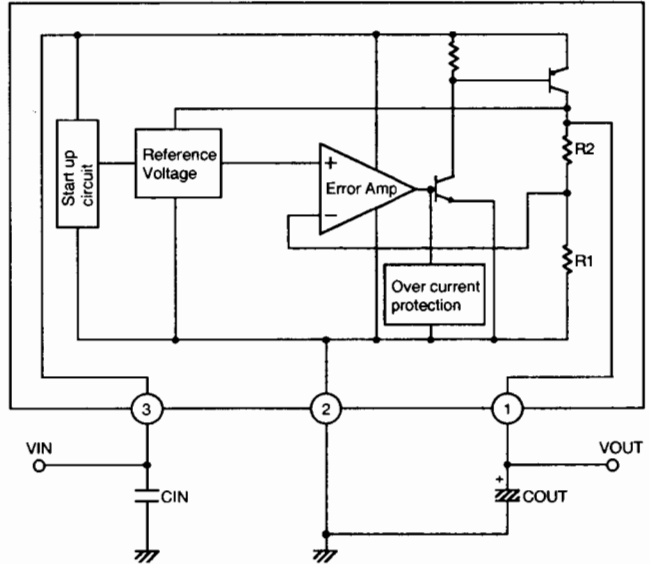 Start up
circuit
Reference
Voltage
+
Error Amp
−
R2
R1
Over current
protection
3
2
1
VIN
CIN
VOUT
+
COUT